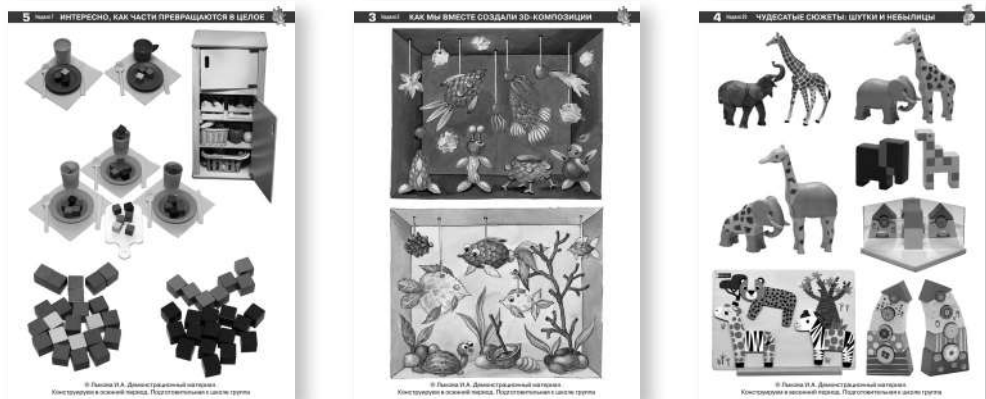 5 Неделя 7 ИНТЕРЕСНО, КАК ЧАСТИ ПРЕВРАЩАЮТСЯ В ЦЕЛОЕ
© Лыкова И.А. Демонстрационный материал
Конструируем в осенний период. Подготовительная к школе группа
3 КАК МЫ ВМЕСТЕ СОЗДАЛИ 3D-КОМПОЗИЦИИ
© Лыкова И.А. Демонстрационный материал
Конструируем в осенний период. Подготовительная к школе группа
4 ЧУДЕСАТЫЕ СЮЖЕТЫ: ШУТКИ И НЕБЫЛИЦЫ
© Лыкова И.А. Демонстрационный материал
Конструируем в весенний период. Подготовительная к школе группа